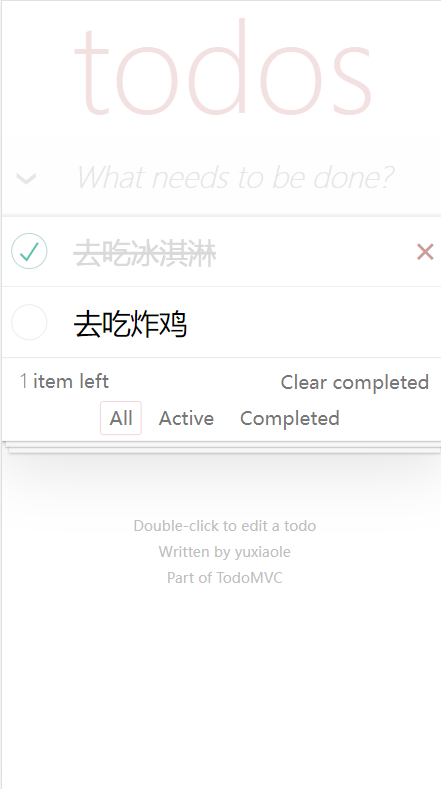 todos
What needs to be done?
去吃冰淇淋
去吃炸鸡
1 item left
Clear completed
All Active Completed
Double-click to edit a todo
Written by yuxiaole
Part of TodoMVC